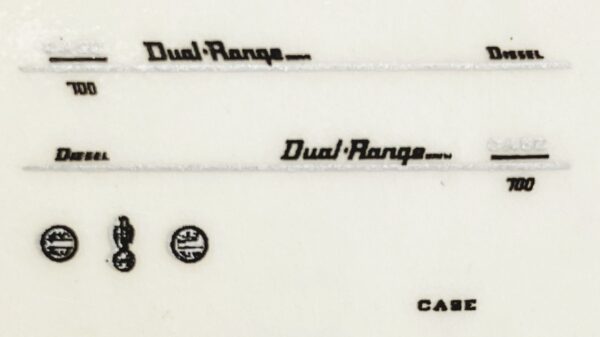 Dual·Range Diesel
700
Diesel Dual·Range
700
CASE